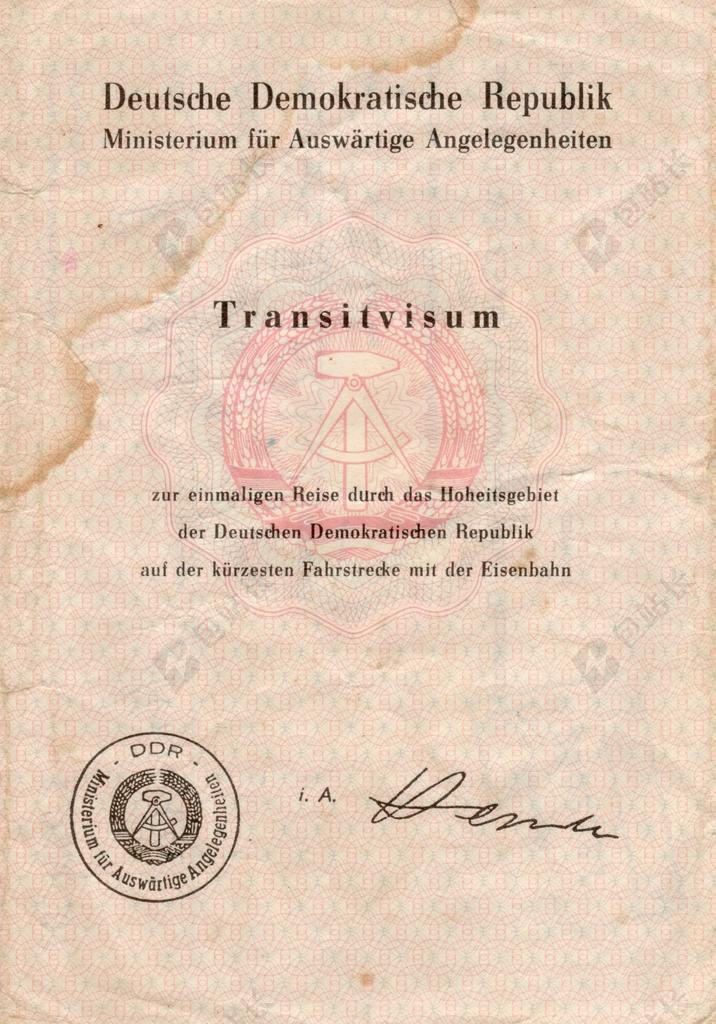 Deutsche Demokratische Republik
Ministerium für Auswärtige Angelegenheiten
Transitvisum
zur einmaligen Reise durch das Hoheitsgebiet
der Deutschen Demokratischen Republik
auf der kürzesten Fahrstrecke mit der Eisenbahn
- DDR -
Ministerium für Auswärtige Angelegenheiten
i. A.